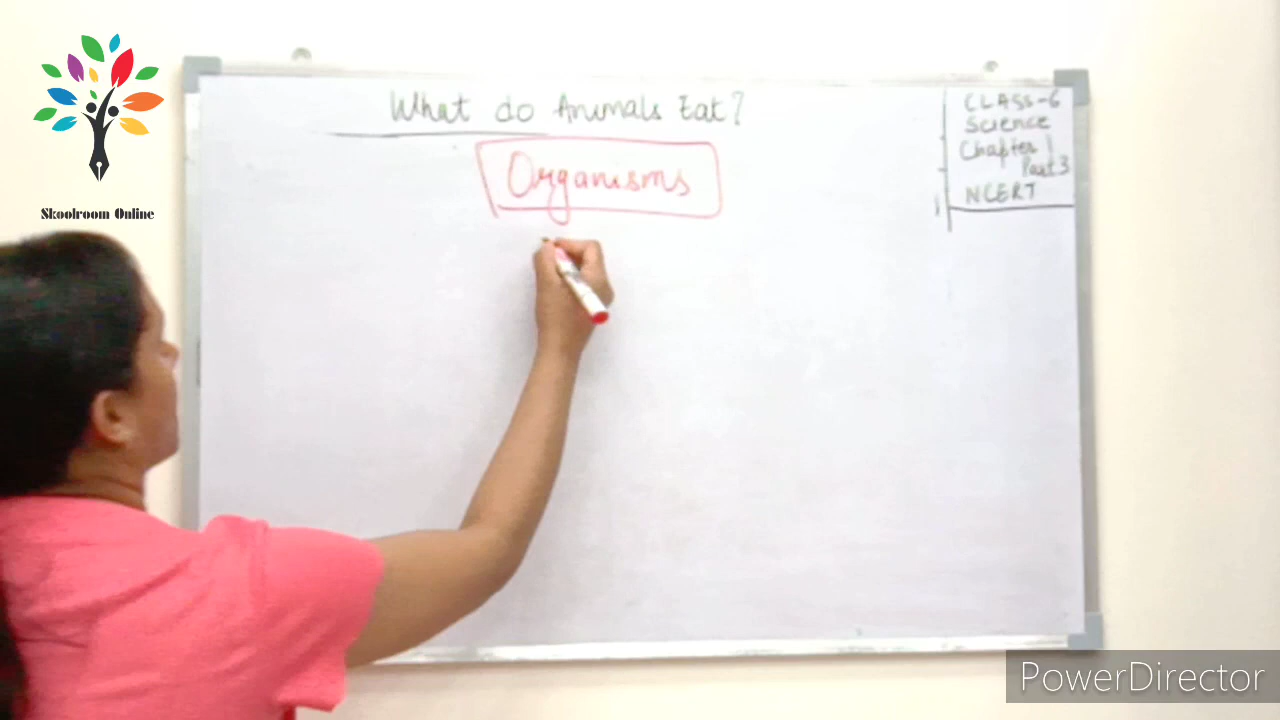 Skoolroom Online
What do Animals Eat?
Organisms
CLASS-6
Science
Chapter 1
Part 3
NCERT
PowerDirector